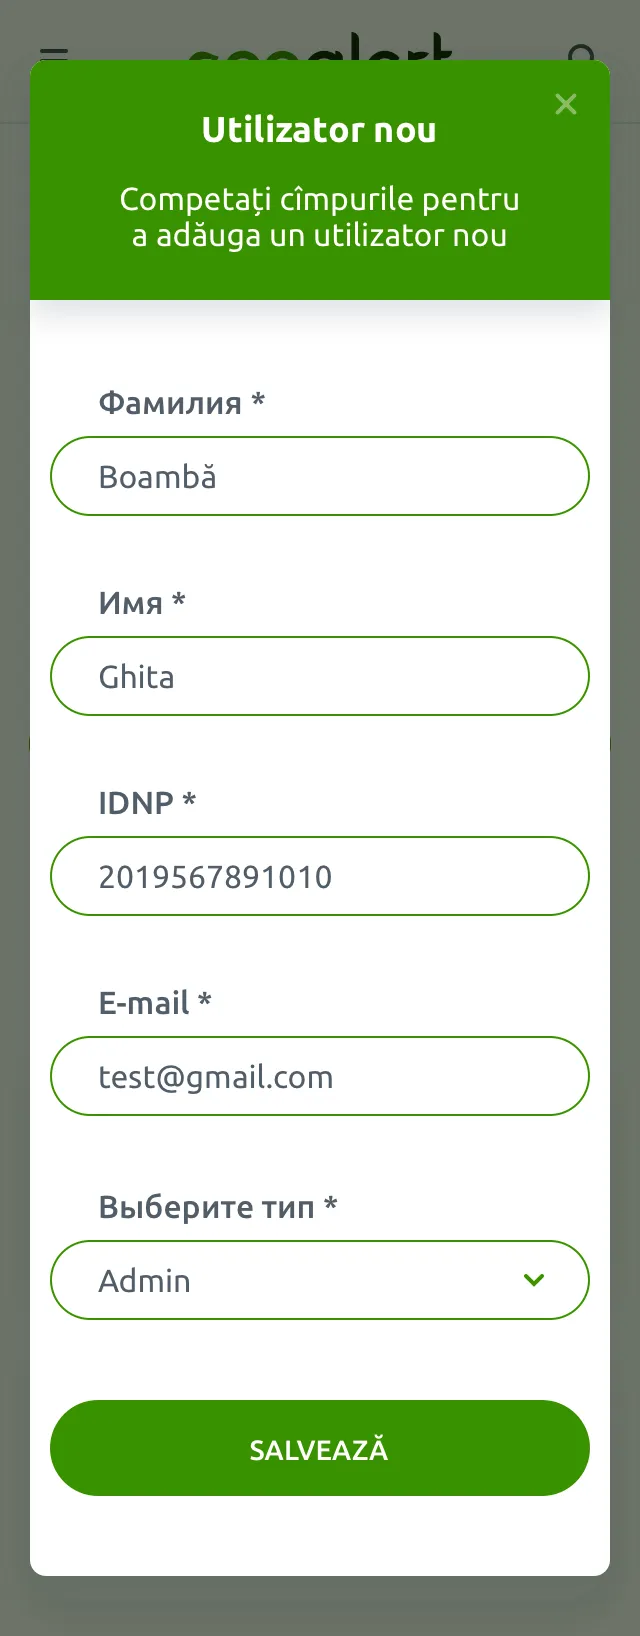 Utilizator nou
Competați cîmpurile pentru
a adăuga un utilizator nou
Фамилия *
Boambă
Имя *
Ghita
IDNP *
2019567891010
E-mail *
test@gmail.com
Выберите тип *
Admin
SALVEAZĂ